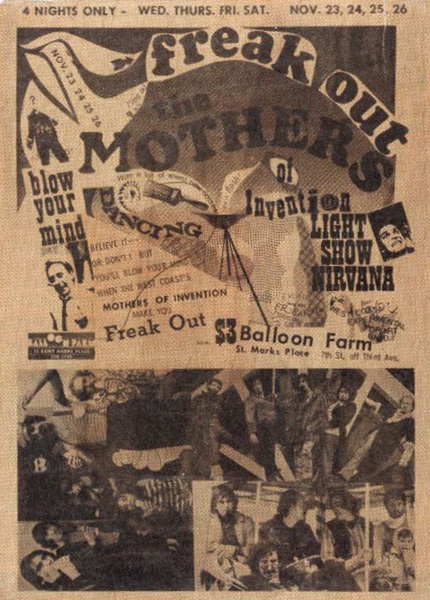 4 NIGHTS ONLY - WED. THURS. FRI. SAT. NOV. 23, 24, 25, 26
freak out
NOV. 23 24 25 26
the
MOTHERS
of
Invention
blow
your
mind
DANCING
LIGHT
SHOW
NIRVANA
BELIEVE IT—
OR DON'T! BUT
YOU'LL BLOW YOUR MIND
WHEN THE WEST COAST'S
MOTHERS OF INVENTION
MAKE YOU
Freak Out
$3 Balloon Farm
St. Marks Place 7th St. off Third Ave.